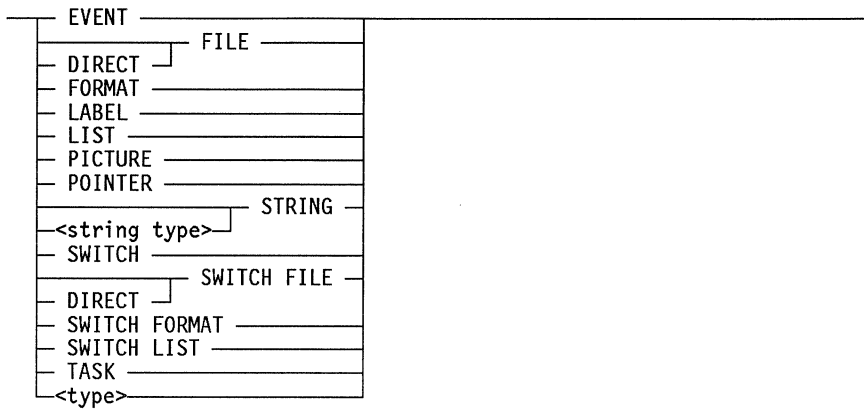 EVENT
FILE
DIRECT
FORMAT
LABEL
LIST
PICTURE
POINTER
STRING
<string type>
SWITCH
SWITCH FILE
DIRECT
SWITCH FORMAT
SWITCH LIST
TASK
<type>